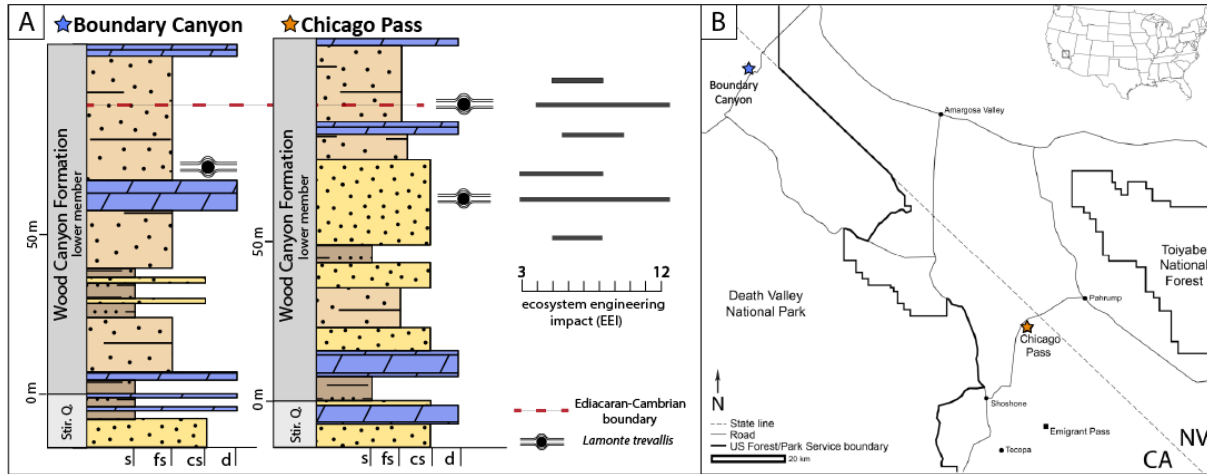 A
Boundary Canyon
Chicago Pass
Wood Canyon Formation
lower member
Stir. Q.
50 m
0 m
s
fs
cs
d
Wood Canyon Formation
lower member
Stir. Q.
50 m
0 m
s
fs
cs
d
3
12
ecosystem engineering
impact (EEI)
Ediacaran-Cambrian
boundary
Lamonte trevallis
B
Boundary
Canyon
Amargosa Valley
Toiyabe
National
Forest
Death Valley
National Park
Pahrump
Chicago
Pass
N
Shoshone
Emigrant Pass
Tecopa
NV
CA
State line
Road
US Forest/Park Service boundary
20 km